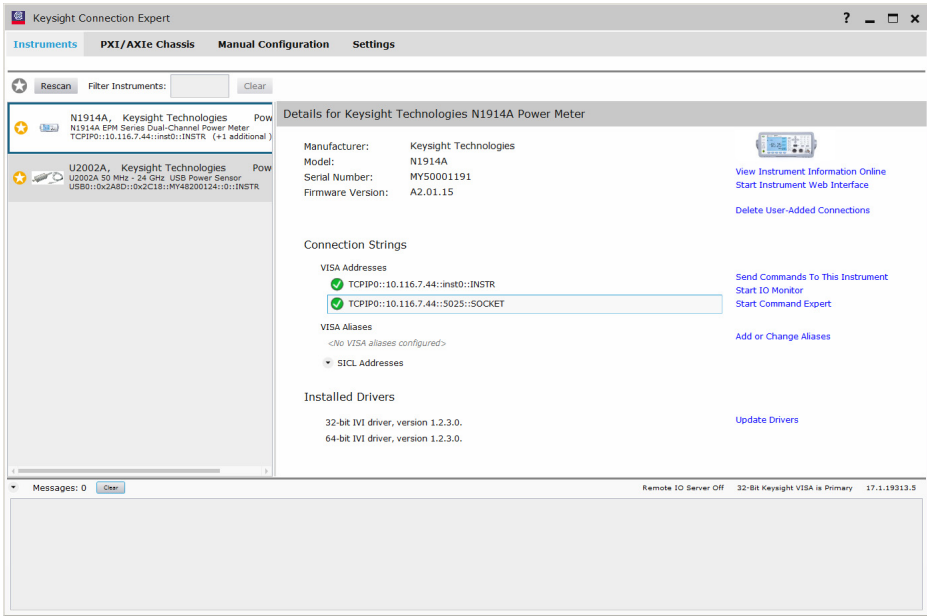 Keysight Connection Expert
?
Instruments PXI/AXIe Chassis Manual Configuration Settings
Rescan Filter Instruments: Clear
N1914A, Keysight Technologies Pow
N1914A EPM Series Dual-Channel Power Meter
TCPIP0::10.116.7.44::inst0::INSTR (+1 additional )
U2002A, Keysight Technologies Pow
U2002A 50 MHz - 24 GHz USB Power Sensor
USB0::0x2A8D::0x2C18::MY48200124::0::INSTR
Details for Keysight Technologies N1914A Power Meter
Manufacturer: Keysight Technologies
Model: N1914A
Serial Number: MY50001191
Firmware Version: A2.01.15
View Instrument Information Online
Start Instrument Web Interface
Delete User-Added Connections
Connection Strings
VISA Addresses
TCPIP0::10.116.7.44::inst0::INSTR
TCPIP0::10.116.7.44::5025::SOCKET
Send Commands To This Instrument
Start IO Monitor
Start Command Expert
VISA Aliases
<No VISA aliases configured>
Add or Change Aliases
SICL Addresses
Installed Drivers
32-bit IVI driver, version 1.2.3.0.
64-bit IVI driver, version 1.2.3.0.
Update Drivers
Messages: 0 Clear
Remote IO Server Off 32-Bit Keysight VISA is Primary 17.1.19313.5